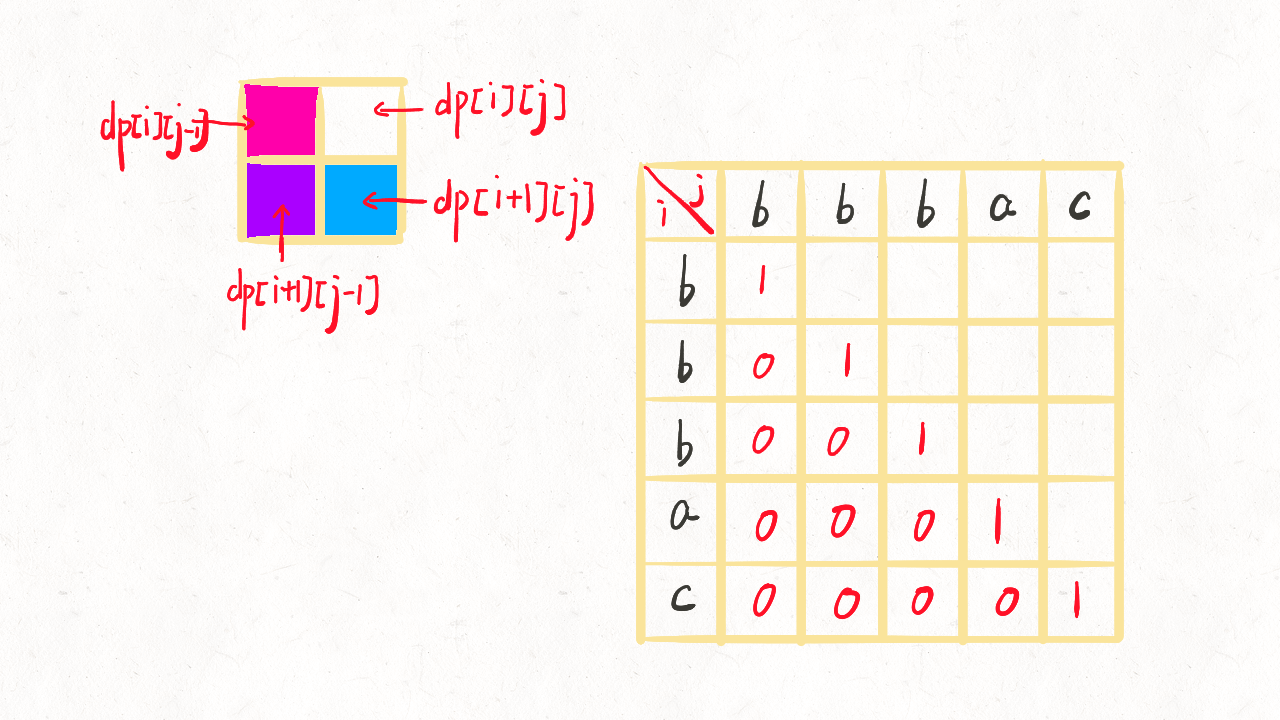 dp[i][j]
dp[i][j-1]
dp[i+1][j]
dp[i+1][j-1]
i j b b b a c
b 1
b 0 1
b 0 0 1
a 0 0 0 1
c 0 0 0 0 1